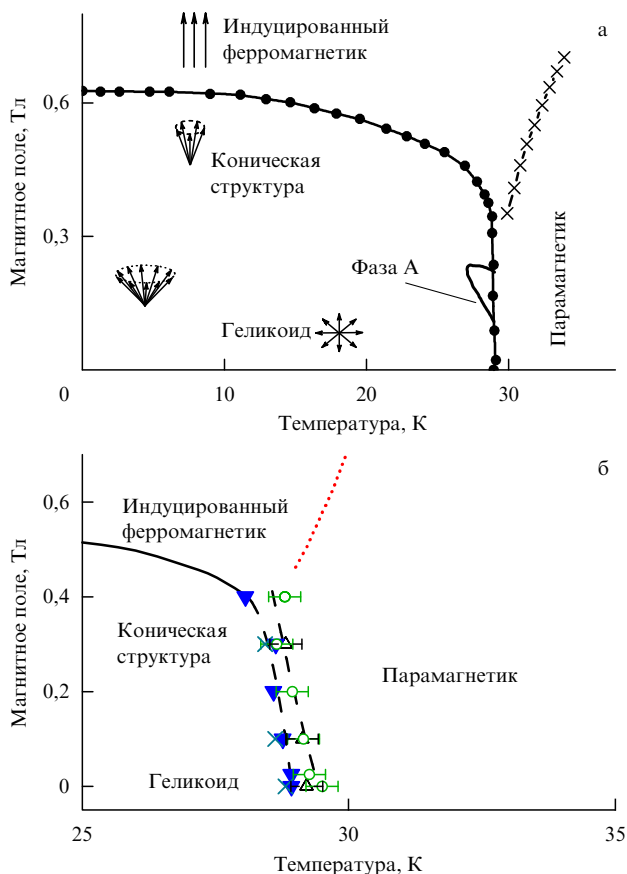 а
Индуцированный
ферромагнетик
Магнитное поле, Тл
0,6
Коническая
структура
0,3
Фаза А
Парамагнетик
Геликоид
0
10
20
30
Температура, К
б
0,6
Индуцированный
ферромагнетик
Магнитное поле, Тл
0,4
Коническая
структура
Парамагнетик
0,2
Геликоид
0
25
30
35
Температура, К